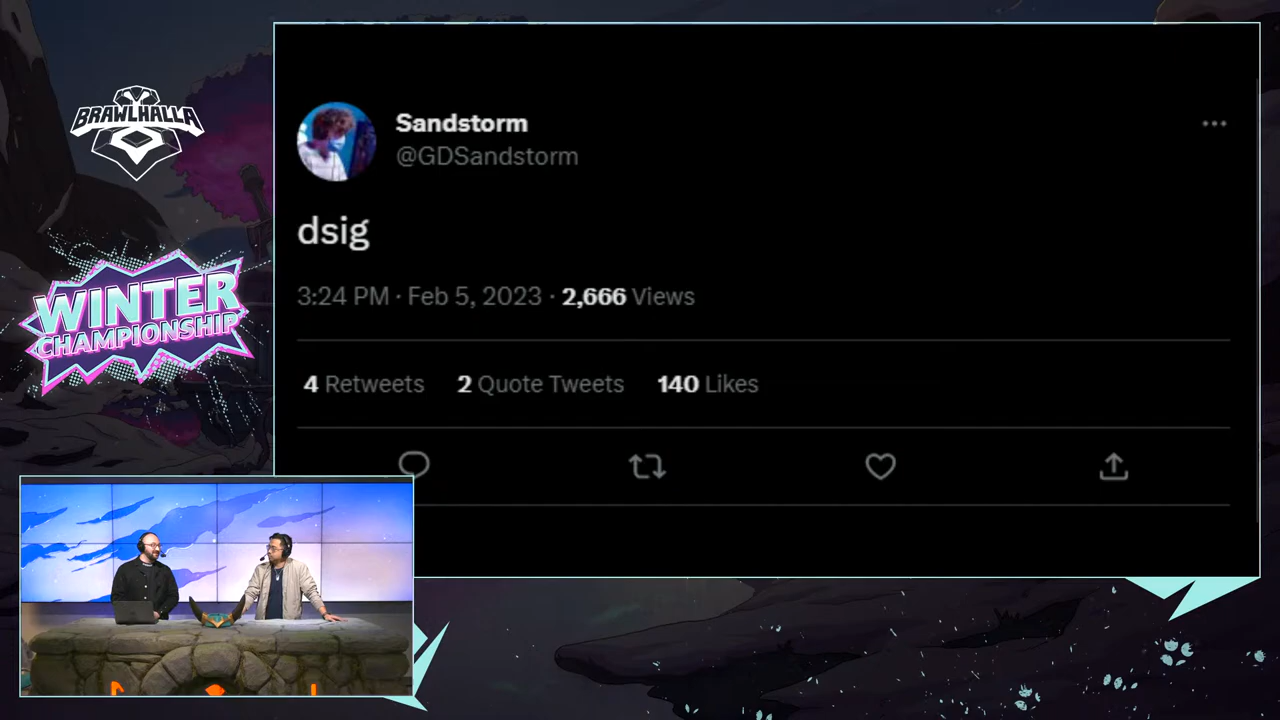 BRAWLHALLA
WINTER
CHAMPIONSHIP
Sandstorm
@GDSandstorm
dsig
3:24 PM · Feb 5, 2023 · 2,666 Views
4 Retweets 2 Quote Tweets 140 Likes